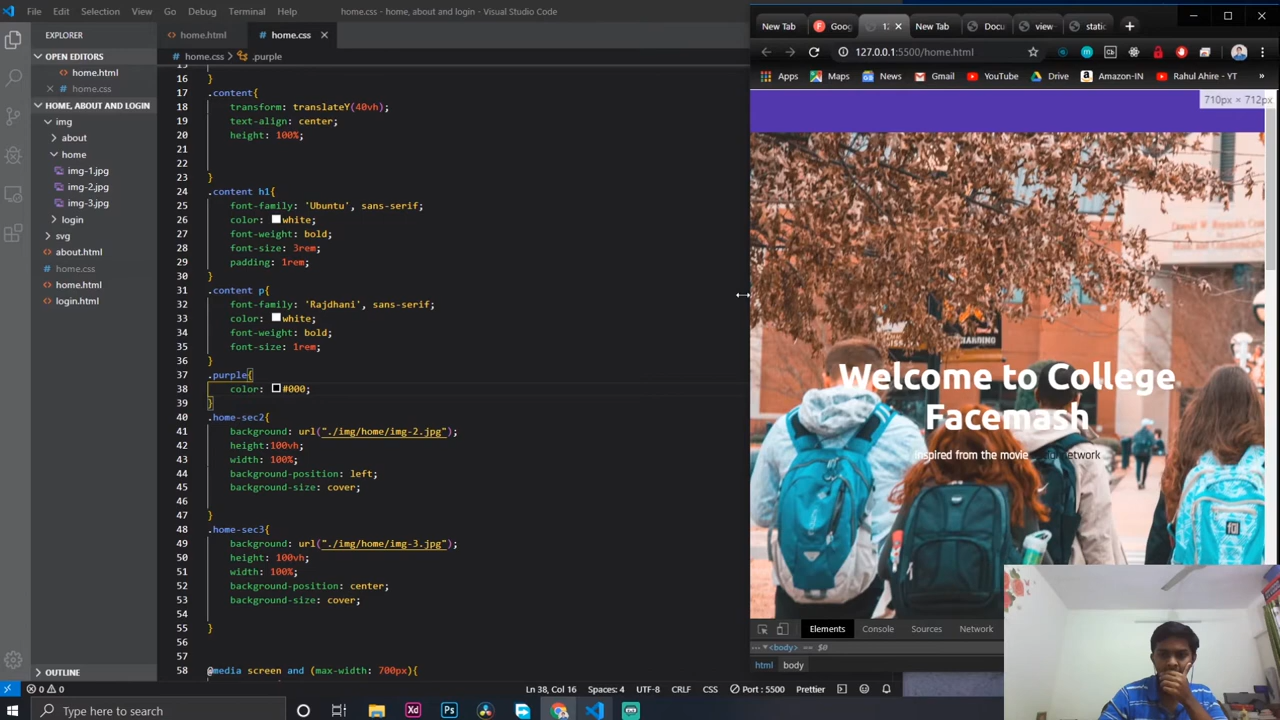 File Edit Selection View Go Debug Terminal Help
home.css - home, about and login - Visual Studio Code
EXPLORER
OPEN EDITORS
home.html
home.css
HOME, ABOUT AND LOGIN
img
about
home
img-1.jpg
img-2.jpg
img-3.jpg
login
svg
about.html
home.css
home.html
login.html
OUTLINE
home.html home.css
home.css > .purple
16 }
17 .content{
18 transform: translateY(40vh);
19 text-align: center;
20 height: 100%;
21
22
23 }
24 .content h1{
25 font-family: 'Ubuntu', sans-serif;
26 color: white;
27 font-weight: bold;
28 font-size: 3rem;
29 padding: 1rem;
30 }
31 .content p{
32 font-family: 'Rajdhani', sans-serif;
33 color: white;
34 font-weight: bold;
35 font-size: 1rem;
36 }
37 .purple{
38 color: #000;
39 }
40 .home-sec2{
41 background: url("./img/home/img-2.jpg");
42 height:100vh;
43 width: 100%;
44 background-position: left;
45 background-size: cover;
46
47 }
48 .home-sec3{
49 background: url("./img/home/img-3.jpg");
50 height: 100vh;
51 width: 100%;
52 background-position: center;
53 background-size: cover;
54
55 }
56
57
58 @media screen and (max-width: 700px){
0 0
Ln 38, Col 16 Spaces: 4 UTF-8 CRLF CSS Port : 5500 Prettier
New Tab Goog 12 New Tab Docu view static
127.0.0.1:5500/home.html
Apps Maps News Gmail YouTube Drive Amazon-IN Rahul Ahire - YT »
710px × 712px
Welcome to College
Facemash
Inspired from the movie
Elements Console Sources Network
…<body> == $0
html body
Type here to search